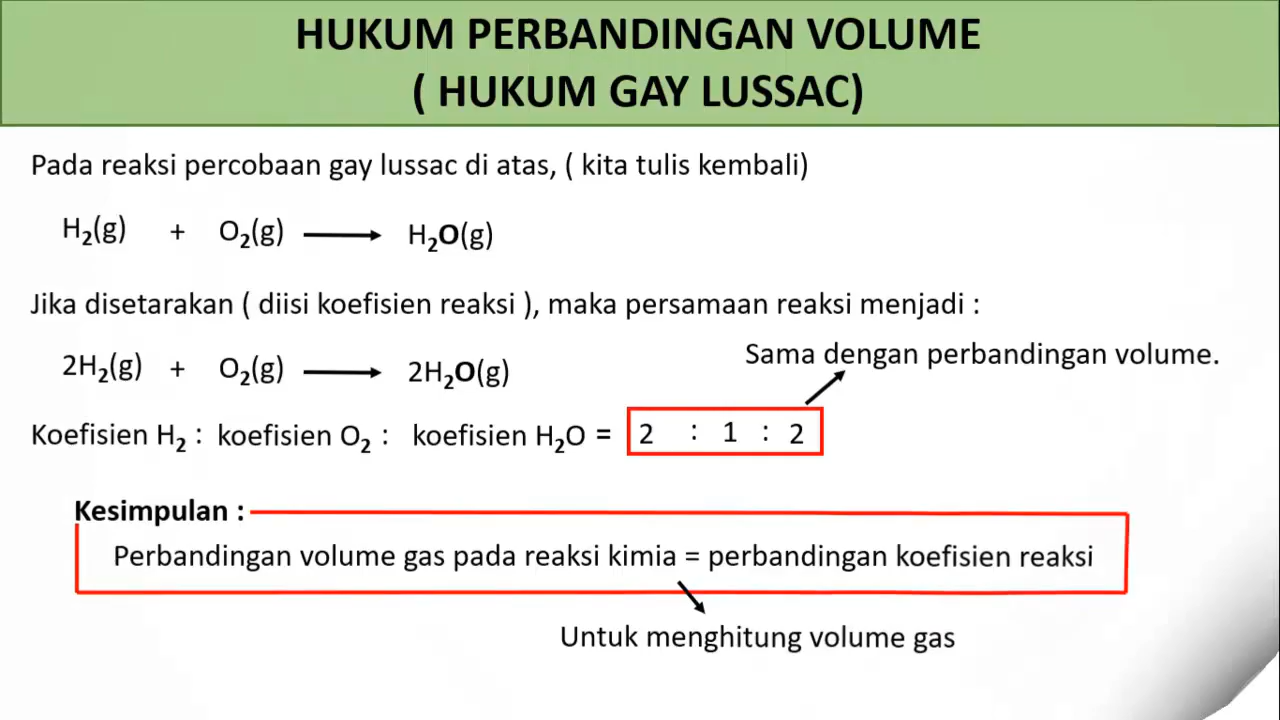 HUKUM PERBANDINGAN VOLUME
( HUKUM GAY LUSSAC)
Pada reaksi percobaan gay lussac di atas, ( kita tulis kembali)
H₂(g) + O₂(g) ⟶ H₂O(g)
Jika disetarakan ( diisi koefisien reaksi ), maka persamaan reaksi menjadi :
Sama dengan perbandingan volume.
2H₂(g) + O₂(g) ⟶ 2H₂O(g)
Koefisien H₂ : koefisien O₂ : koefisien H₂O = 2 : 1 : 2
Kesimpulan :
Perbandingan volume gas pada reaksi kimia = perbandingan koefisien reaksi
Untuk menghitung volume gas